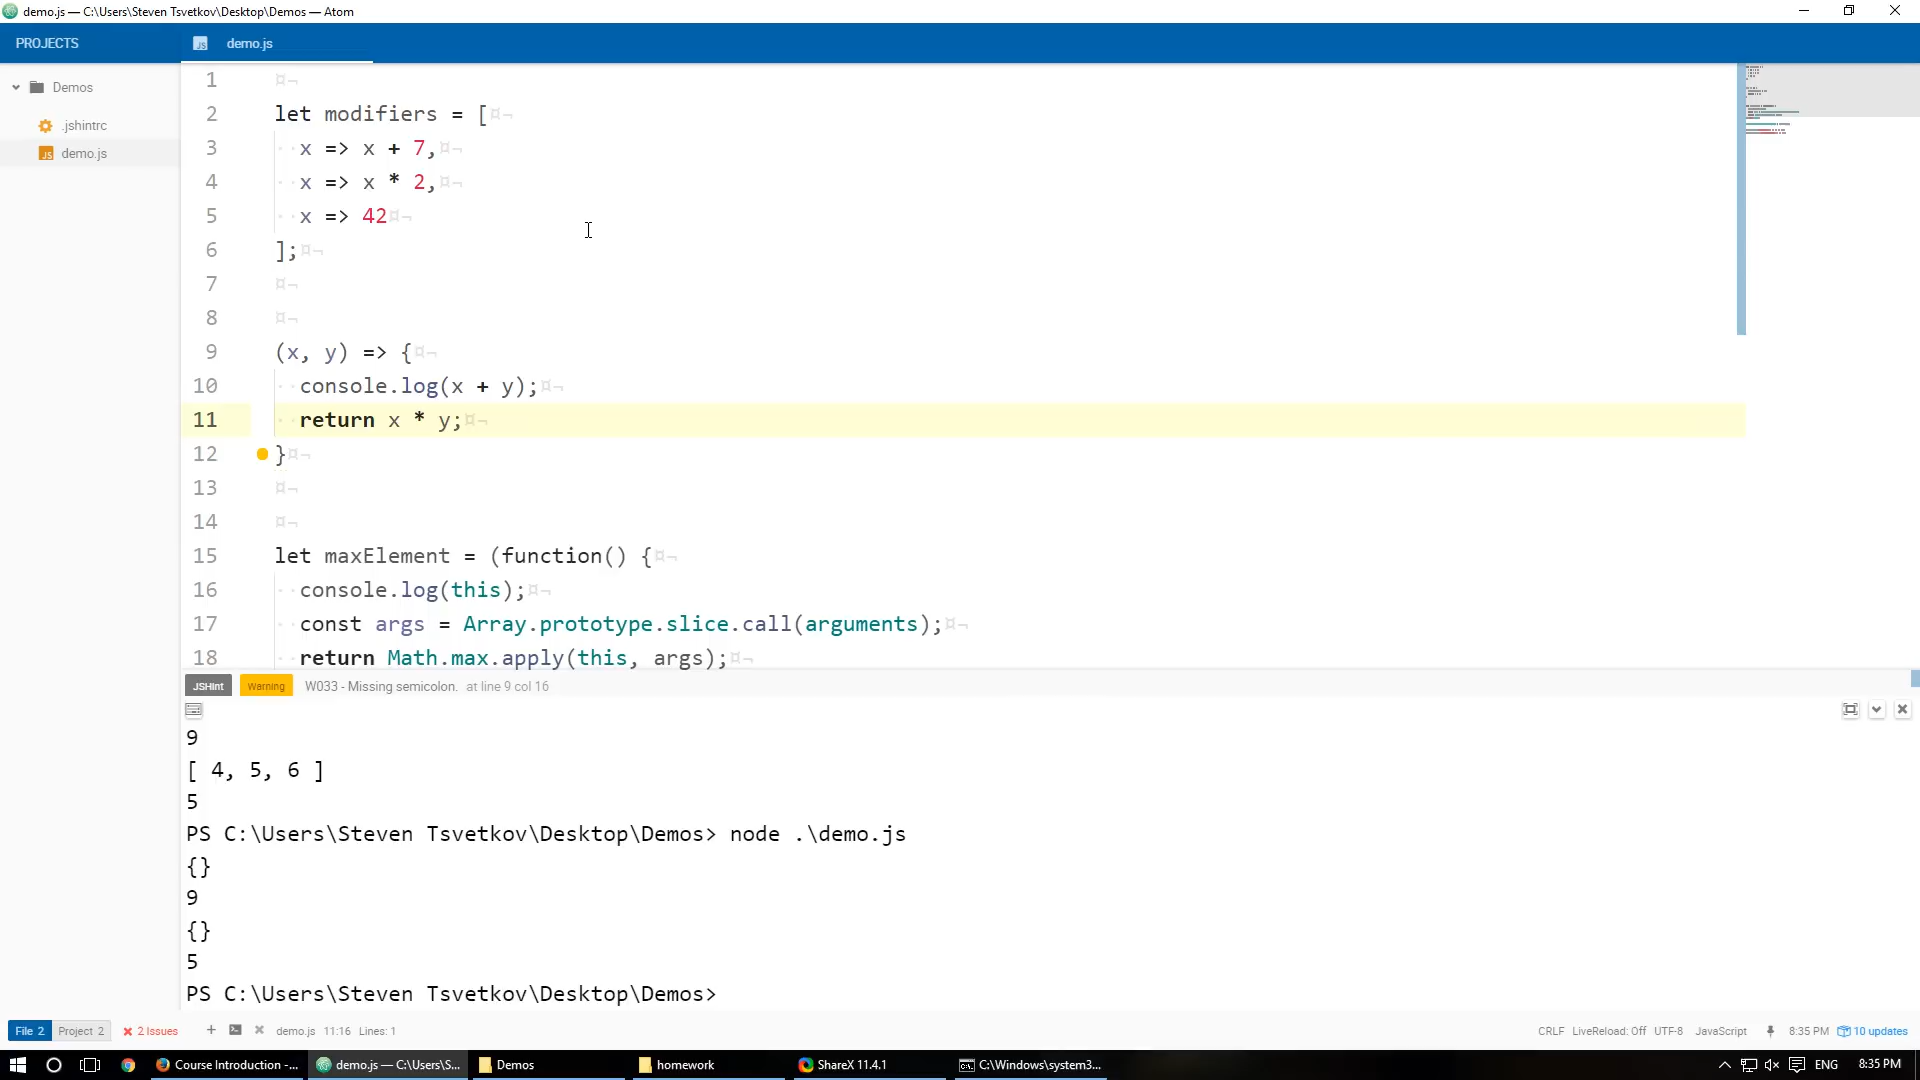 demo.js — C:\Users\Steven Tsvetkov\Desktop\Demos — Atom
PROJECTS
demo.js
Demos
.jshintrc
demo.js
1
2 let modifiers = [
3 x => x + 7,
4 x => x * 2,
5 x => 42
6 ];
7
8
9 (x, y) => {
10 console.log(x + y);
11 return x * y;
12 }
13
14
15 let maxElement = (function() {
16 console.log(this);
17 const args = Array.prototype.slice.call(arguments);
18 return Math.max.apply(this, args);
JSHint Warning W033 - Missing semicolon. at line 9 col 16
9
[ 4, 5, 6 ]
5
PS C:\Users\Steven Tsvetkov\Desktop\Demos> node .\demo.js
{}
9
{}
5
PS C:\Users\Steven Tsvetkov\Desktop\Demos>
File 2 Project 2 2 Issues demo.js 11:16 Lines: 1 CRLF LiveReload: Off UTF-8 JavaScript 8:35 PM 10 updates
Course Introduction -... demo.js — C:\Users\S... Demos homework ShareX 11.4.1 C:\Windows\system3... ENG 8:35 PM